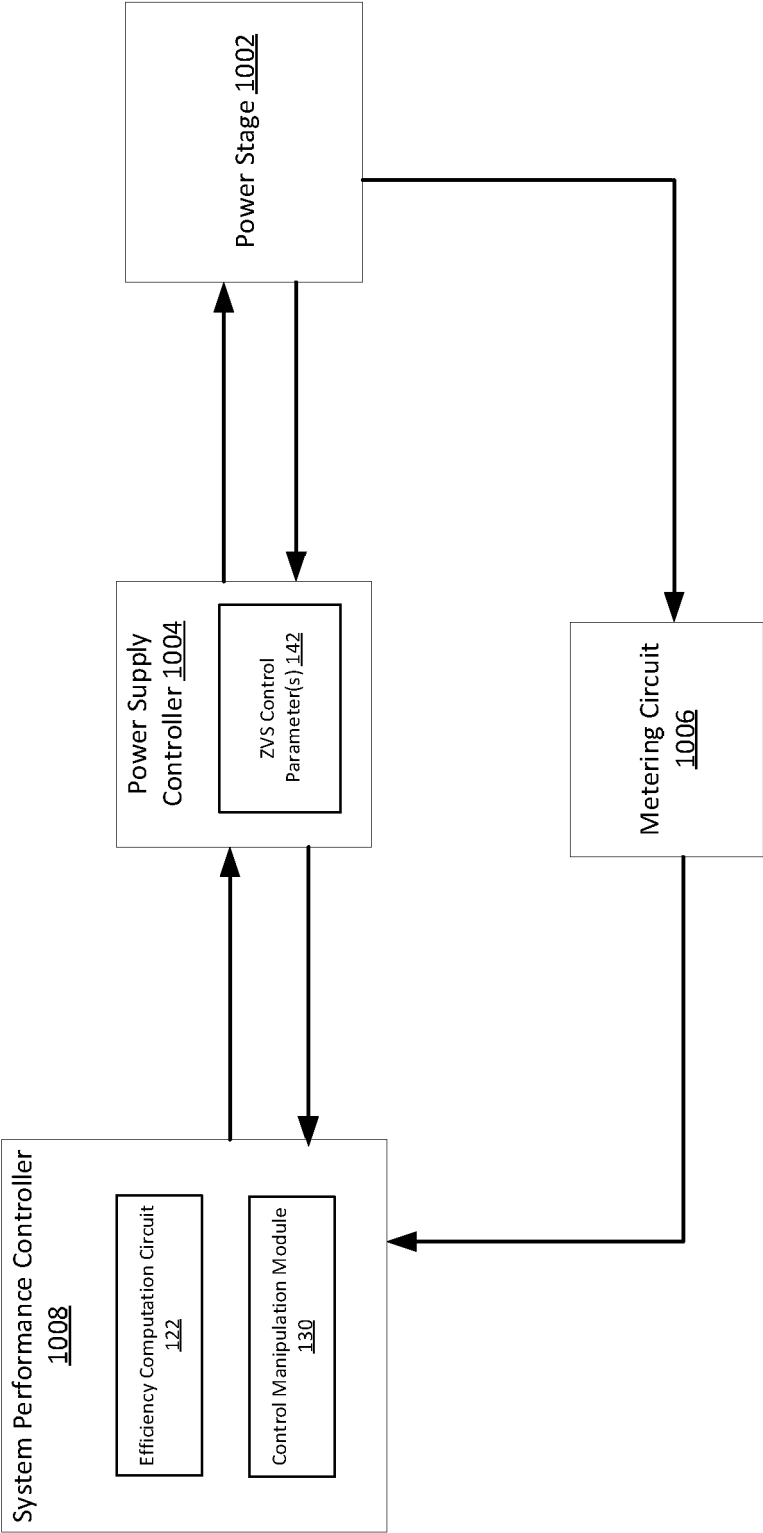 System Performance Controller
1008
Efficiency Computation Circuit
122
Control Manipulation Module
130
Power Supply
Controller 1004
ZVS Control
Parameter(s) 142
Power Stage 1002
Metering Circuit
1006